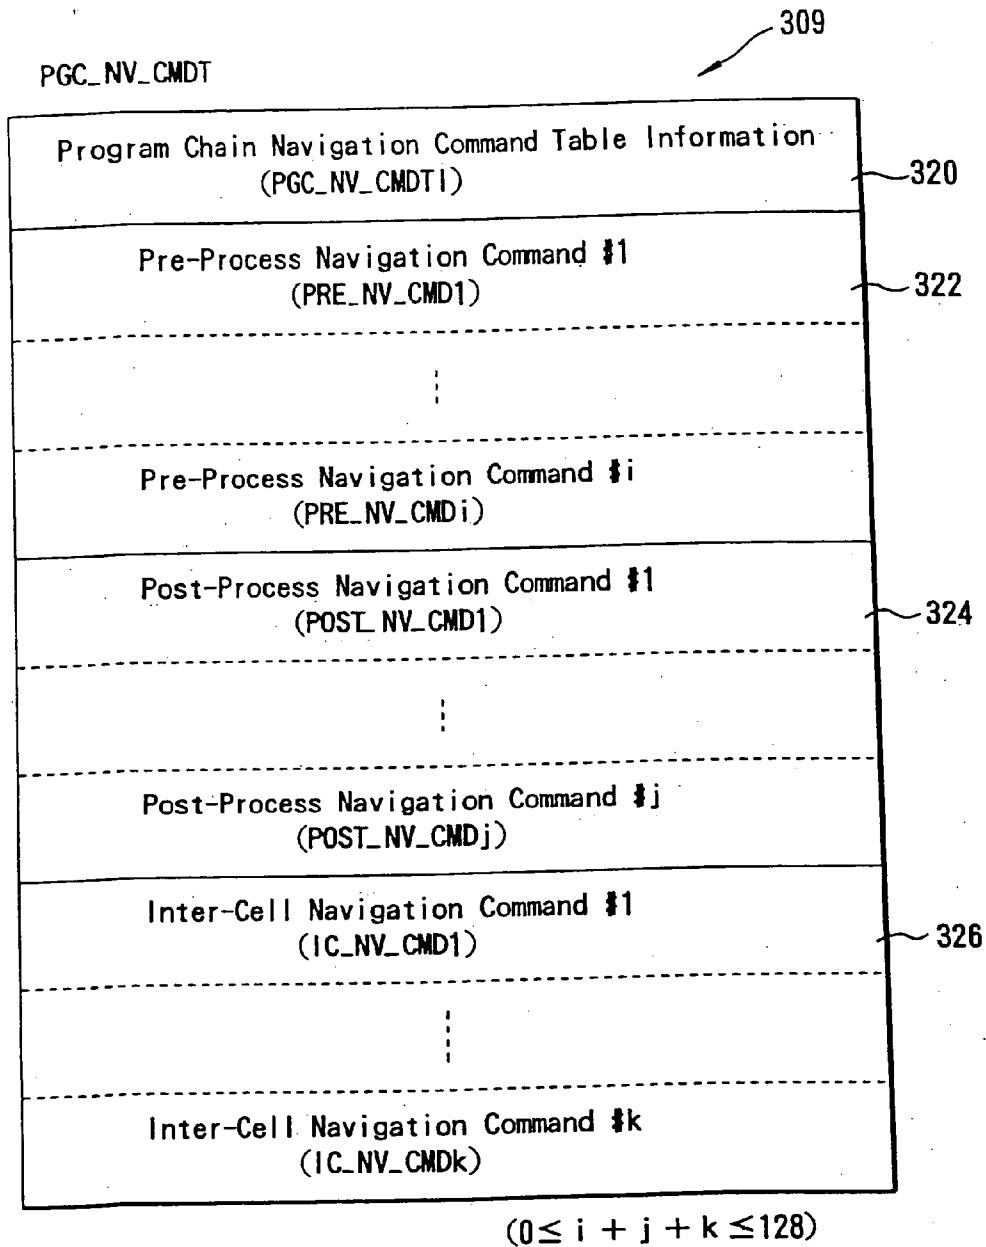 309
PGC_NV_CMDT
Program Chain Navigation Command Table Information
(PGC_NV_CMDTI)
320
Pre-Process Navigation Command #1
(PRE_NV_CMD1)
322
Pre-Process Navigation Command #i
(PRE_NV_CMDi)
Post-Process Navigation Command #1
(POST_NV_CMD1)
324
Post-Process Navigation Command #j
(POST_NV_CMDj)
Inter-Cell Navigation Command #1
(IC_NV_CMD1)
326
Inter-Cell Navigation Command #k
(IC_NV_CMDk)
(0≤ i + j + k ≤128)